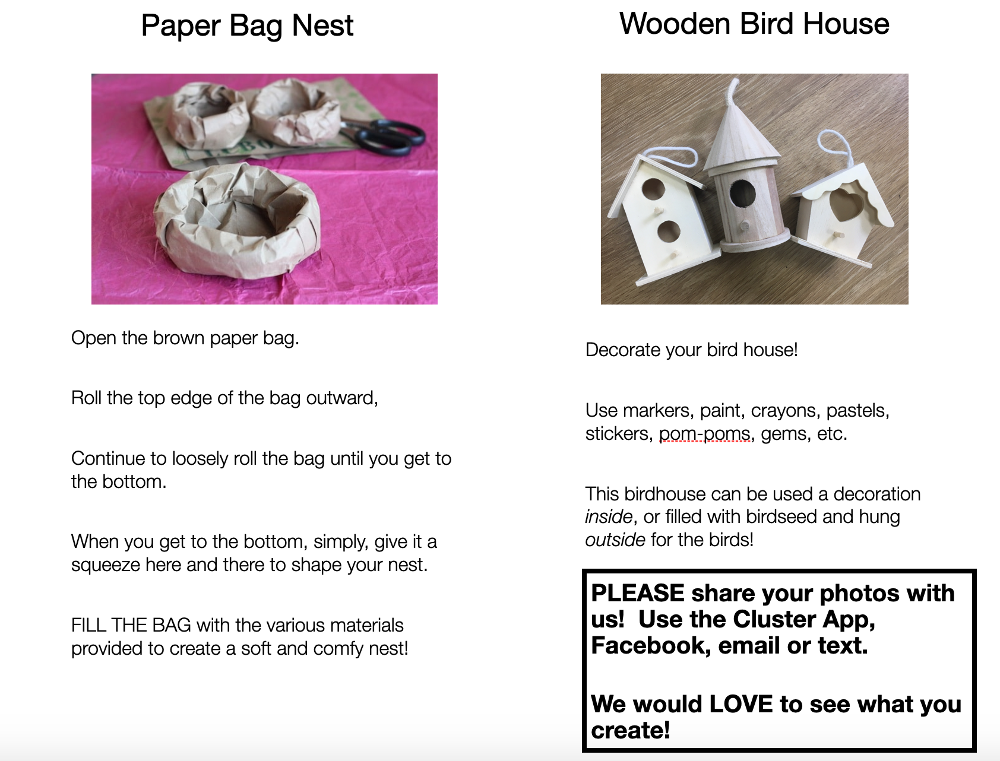 Paper Bag Nest
Open the brown paper bag.
Roll the top edge of the bag outward,
Continue to loosely roll the bag until you get to
the bottom.
When you get to the bottom, simply, give it a
squeeze here and there to shape your nest.
FILL THE BAG with the various materials
provided to create a soft and comfy nest!
Wooden Bird House
Decorate your bird house!
Use markers, paint, crayons, pastels,
stickers, pom-poms, gems, etc.
This birdhouse can be used a decoration
inside, or filled with birdseed and hung
outside for the birds!
PLEASE share your photos with
us!  Use the Cluster App,
Facebook, email or text.
We would LOVE to see what you
create!